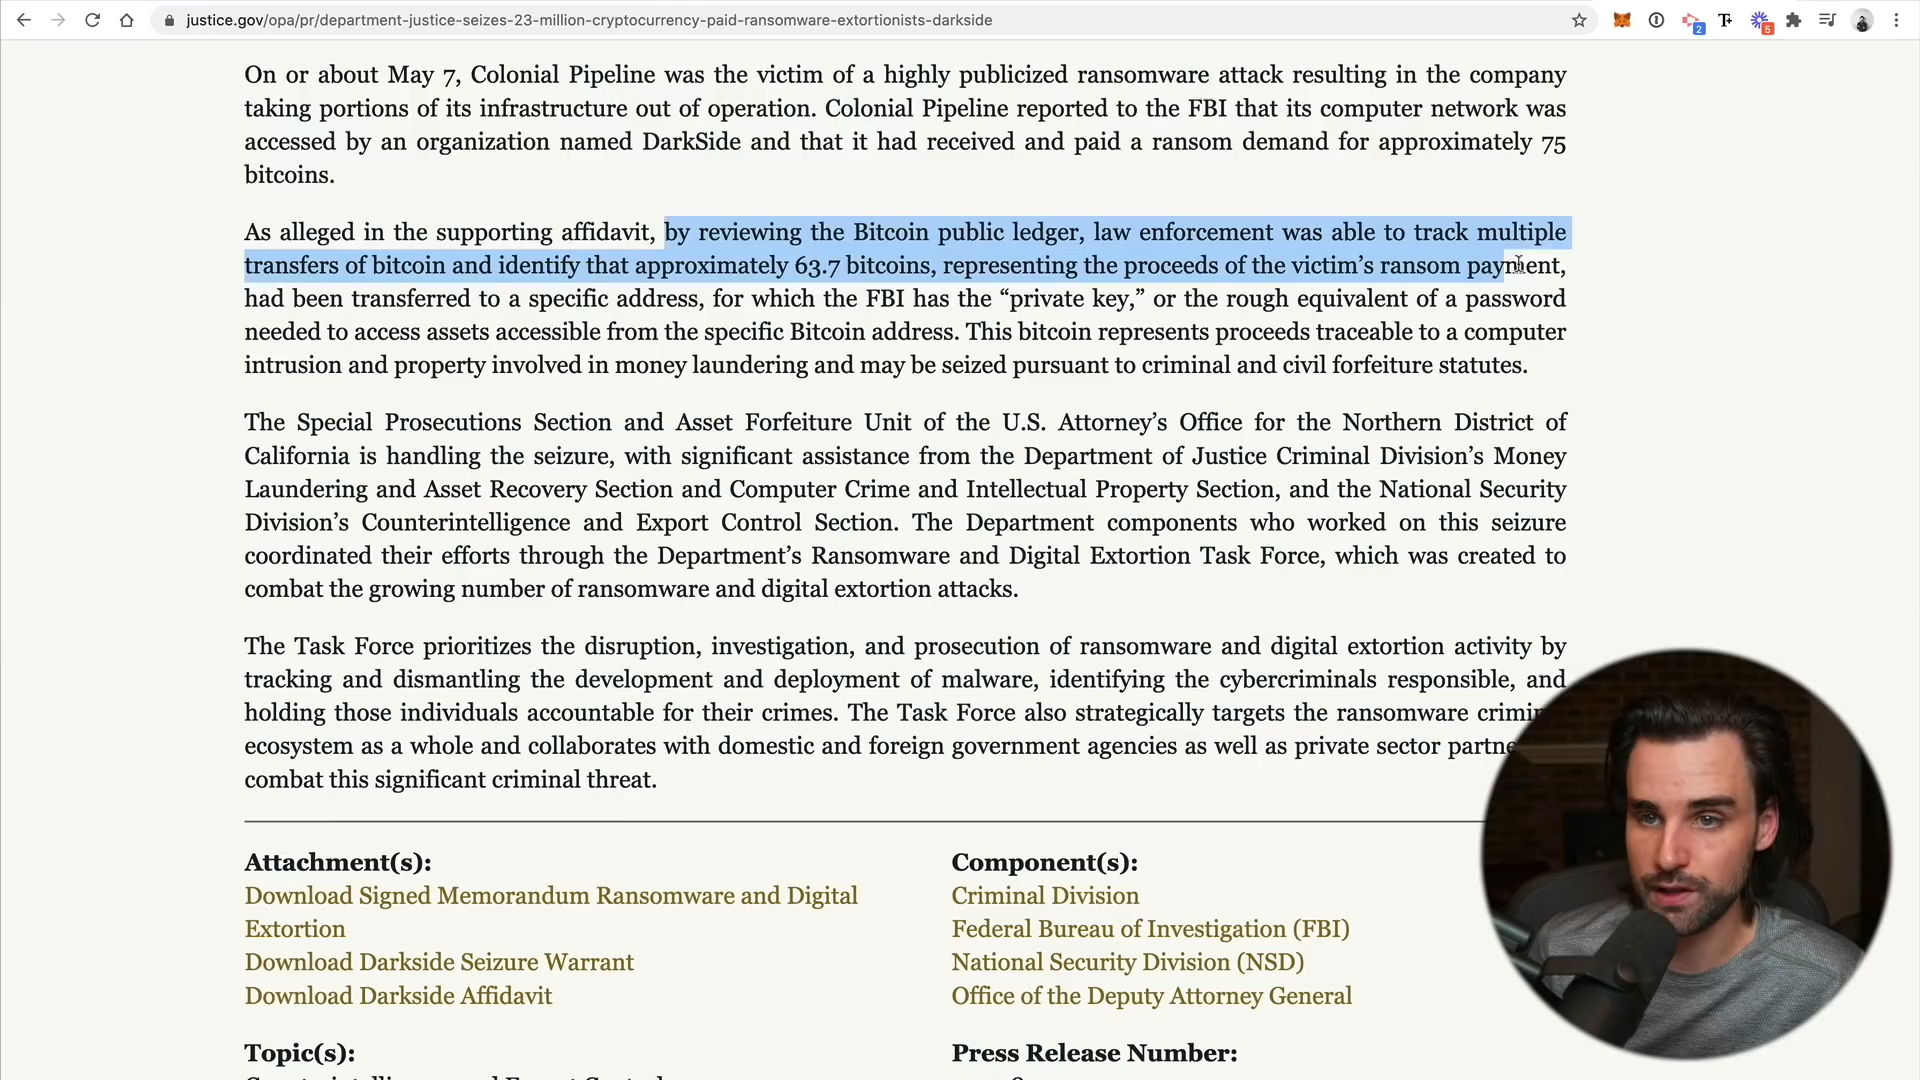 justice.gov/opa/pr/department-justice-seizes-23-million-cryptocurrency-paid-ransomware-extortionists-darkside
2
5
On or about May 7, Colonial Pipeline was the victim of a highly publicized ransomware attack resulting in the company
taking portions of its infrastructure out of operation. Colonial Pipeline reported to the FBI that its computer network was
accessed by an organization named DarkSide and that it had received and paid a ransom demand for approximately 75
bitcoins.
As alleged in the supporting affidavit, by reviewing the Bitcoin public ledger, law enforcement was able to track multiple
transfers of bitcoin and identify that approximately 63.7 bitcoins, representing the proceeds of the victim’s ransom payment,
had been transferred to a specific address, for which the FBI has the “private key,” or the rough equivalent of a password
needed to access assets accessible from the specific Bitcoin address. This bitcoin represents proceeds traceable to a computer
intrusion and property involved in money laundering and may be seized pursuant to criminal and civil forfeiture statutes.
The Special Prosecutions Section and Asset Forfeiture Unit of the U.S. Attorney’s Office for the Northern District of
California is handling the seizure, with significant assistance from the Department of Justice Criminal Division’s Money
Laundering and Asset Recovery Section and Computer Crime and Intellectual Property Section, and the National Security
Division’s Counterintelligence and Export Control Section. The Department components who worked on this seizure
coordinated their efforts through the Department’s Ransomware and Digital Extortion Task Force, which was created to
combat the growing number of ransomware and digital extortion attacks.
The Task Force prioritizes the disruption, investigation, and prosecution of ransomware and digital extortion activity by
tracking and dismantling the development and deployment of malware, identifying the cybercriminals responsible, and
holding those individuals accountable for their crimes. The Task Force also strategically targets the ransomware
ecosystem as a whole and collaborates with domestic and foreign government agencies as well as private sector
combat this significant criminal threat.
Attachment(s):
Download Signed Memorandum Ransomware and Digital
Extortion
Download Darkside Seizure Warrant
Download Darkside Affidavit
Component(s):
Criminal Division
Federal Bureau of Investigation (FBI)
National Security Division (NSD)
Office of the Deputy Attorney General
Topic(s):
Press Release Number: